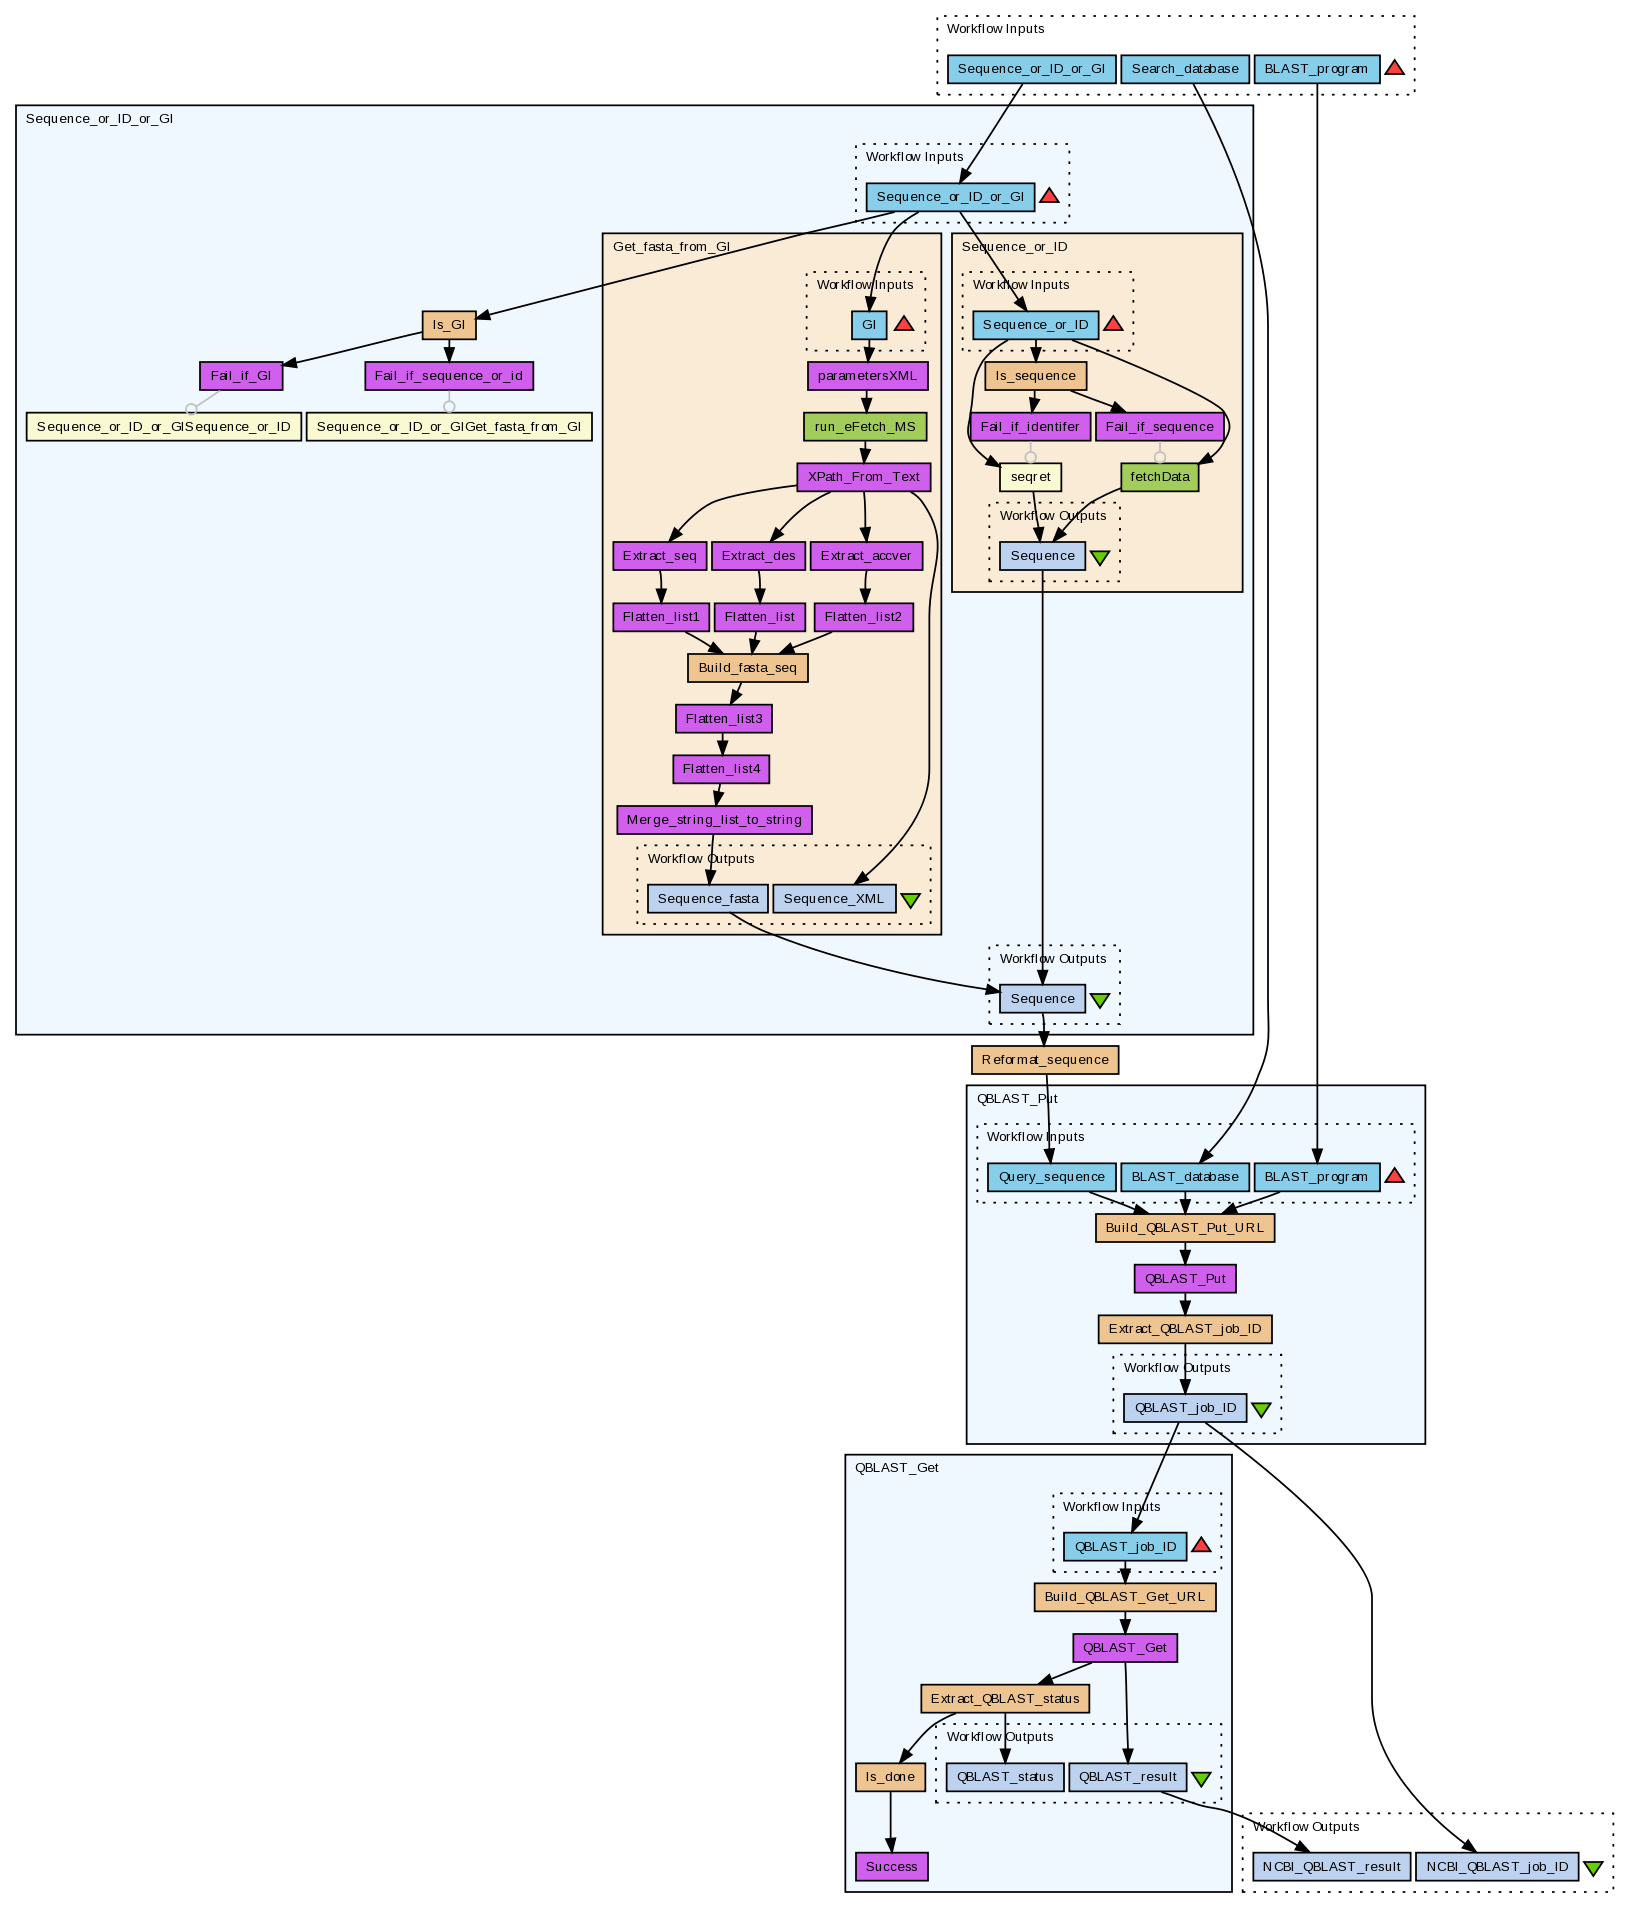 Workflow Inputs
Sequence_or_ID_or_GI
Search_database
BLAST_program
Sequence_or_ID_or_GI
Workflow Inputs
Sequence_or_ID_or_GI
Get_fasta_from_GI
Sequence_or_ID
Workflow Inputs
Workflow Inputs
Is_GI
GI
Sequence_or_ID
Fail_if_GI
Fail_if_sequence_or_id
parametersXML
Is_sequence
Sequence_or_ID_or_GISequence_or_ID
Sequence_or_ID_or_GIGet_fasta_from_GI
run_eFetch_MS
Fail_if_identifer
Fail_if_sequence
XPath_From_Text
seqret
fetchData
Workflow Outputs
Extract_seq
Extract_des
Extract_accver
Sequence
Flatten_list1
Flatten_list
Flatten_list2
Build_fasta_seq
Flatten_list3
Flatten_list4
Merge_string_list_to_string
Workflow Outputs
Sequence_fasta
Sequence_XML
Workflow Outputs
Sequence
Reformat_sequence
QBLAST_Put
Workflow Inputs
Query_sequence
BLAST_database
BLAST_program
Build_QBLAST_Put_URL
QBLAST_Put
Extract_QBLAST_job_ID
Workflow Outputs
QBLAST_job_ID
QBLAST_Get
Workflow Inputs
QBLAST_job_ID
Build_QBLAST_Get_URL
QBLAST_Get
Extract_QBLAST_status
Workflow Outputs
Is_done
QBLAST_status
QBLAST_result
Workflow Outputs
Success
NCBI_QBLAST_result
NCBI_QBLAST_job_ID